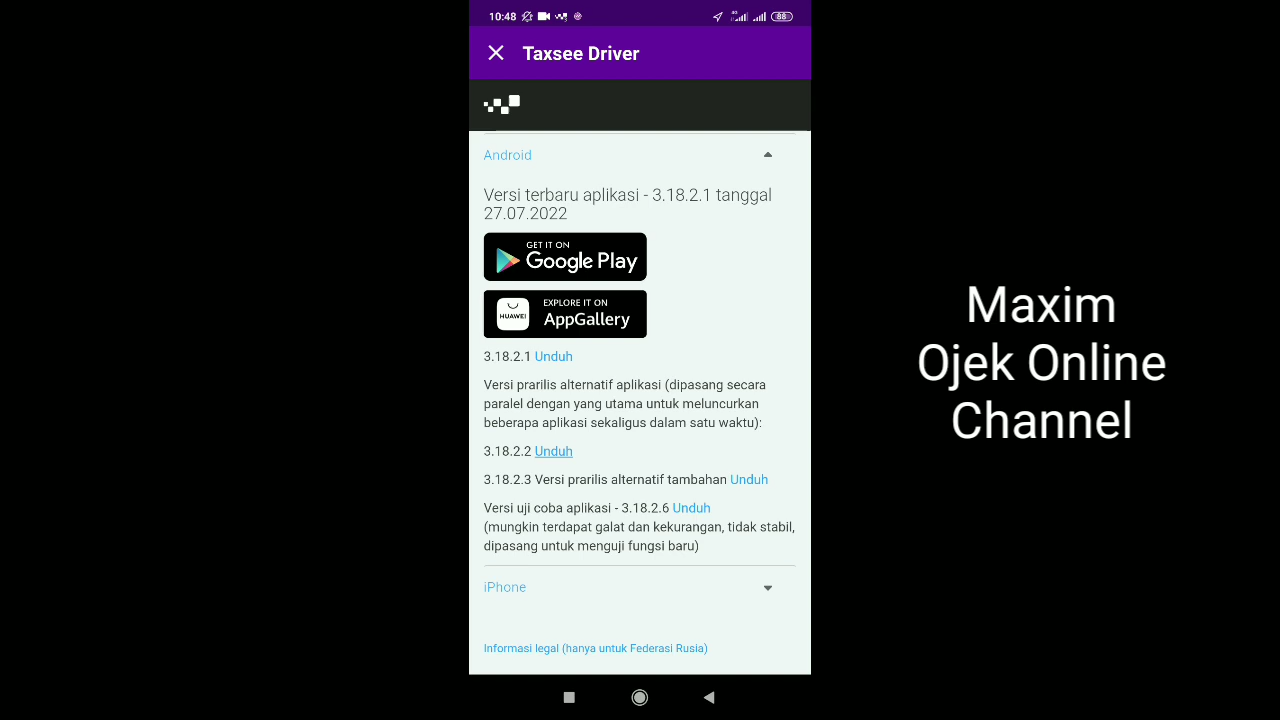 10:48
4G
88
Taxsee Driver
Android
Versi terbaru aplikasi - 3.18.2.1 tanggal
27.07.2022
GET IT ON
Google Play
HUAWEI
EXPLORE IT ON
AppGallery
3.18.2.1 Unduh
Versi prarilis alternatif aplikasi (dipasang secara
paralel dengan yang utama untuk meluncurkan
beberapa aplikasi sekaligus dalam satu waktu):
3.18.2.2 Unduh
3.18.2.3 Versi prarilis alternatif tambahan Unduh
Versi uji coba aplikasi - 3.18.2.6 Unduh
(mungkin terdapat galat dan kekurangan, tidak stabil,
dipasang untuk menguji fungsi baru)
iPhone
Informasi legal (hanya untuk Federasi Rusia)
Maxim
Ojek Online
Channel